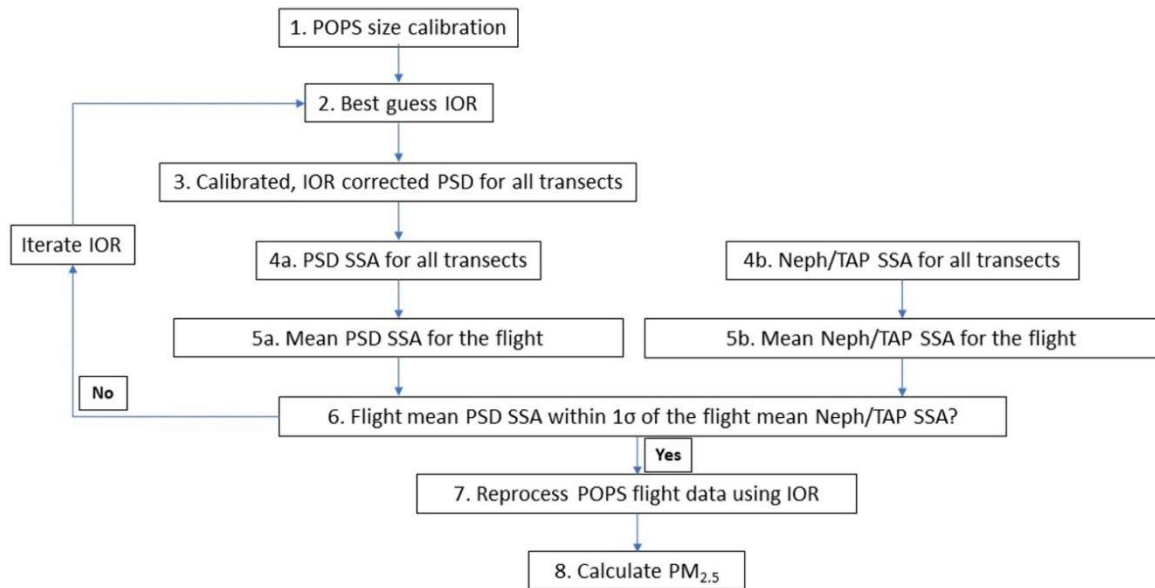 1. POPS size calibration
2. Best guess IOR
3. Calibrated, IOR corrected PSD for all transects
Iterate IOR
4a. PSD SSA for all transects
4b. Neph/TAP SSA for all transects
5a. Mean PSD SSA for the flight
5b. Mean Neph/TAP SSA for the flight
No
6. Flight mean PSD SSA within 1σ of the flight mean Neph/TAP SSA?
Yes
7. Reprocess POPS flight data using IOR
8. Calculate PM₂.₅